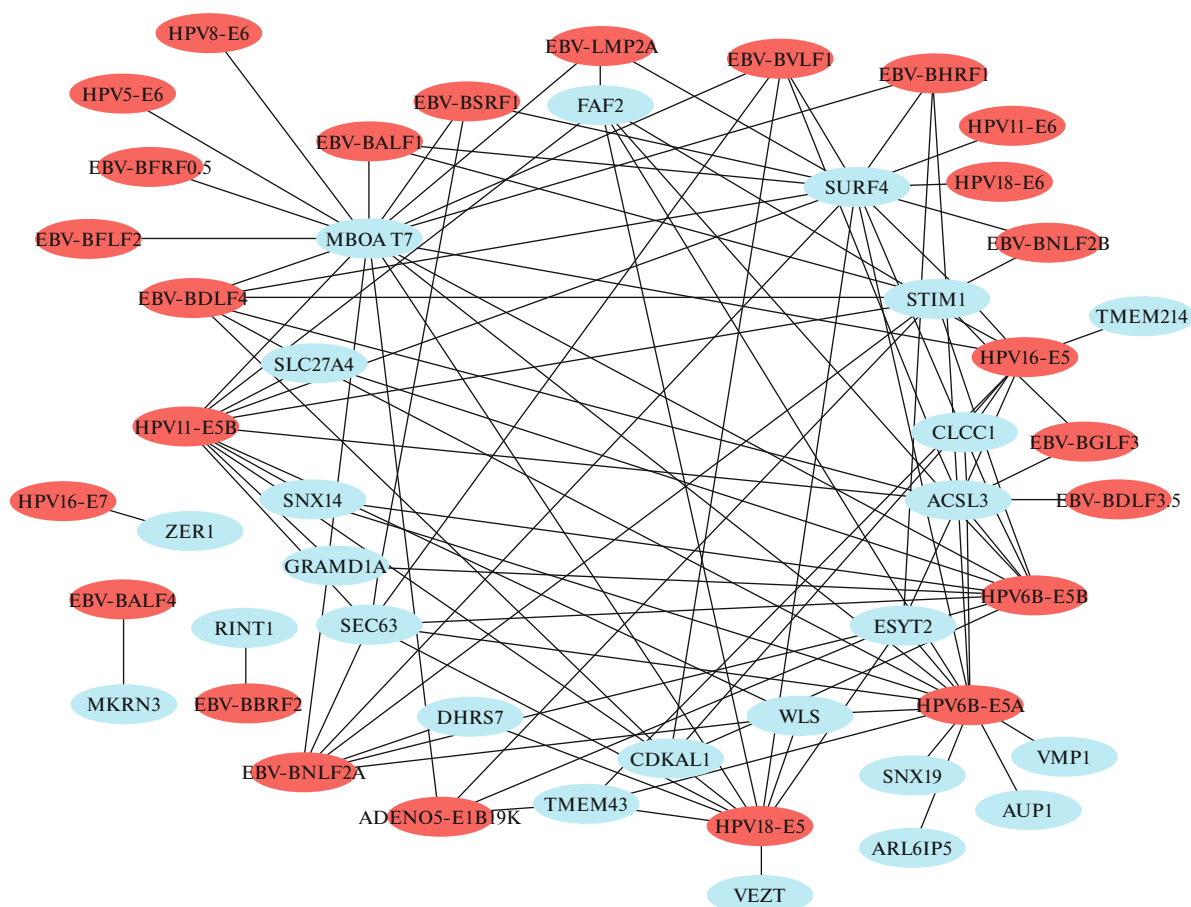 HPV8-E6
EBV-LMP2A
EBV-BVLF1
EBV-BHRF1
HPV5-E6
EBV-BSRF1
FAF2
HPV11-E6
EBV-BALF1
EBV-BFRF0.5
SURF4
HPV18-E6
EBV-BFLF2
MBOA T7
EBV-BNLF2B
EBV-BDLF4
STIM1
TMEM214
SLC27A4
HPV16-E5
HPV11-E5B
CLCC1
EBV-BGLF3
HPV16-E7
SNX14
ACSL3
EBV-BDLF3.5
ZER1
GRAMD1A
EBV-BALF4
HPV6B-E5B
RINT1
SEC63
ESYT2
MKRN3
EBV-BBRF2
DHRS7
WLS
HPV6B-E5A
EBV-BNLF2A
CDKAL1
VMP1
SNX19
TMEM43
AUP1
ADENO5-E1B19K
HPV18-E5
ARL6IP5
VEZT